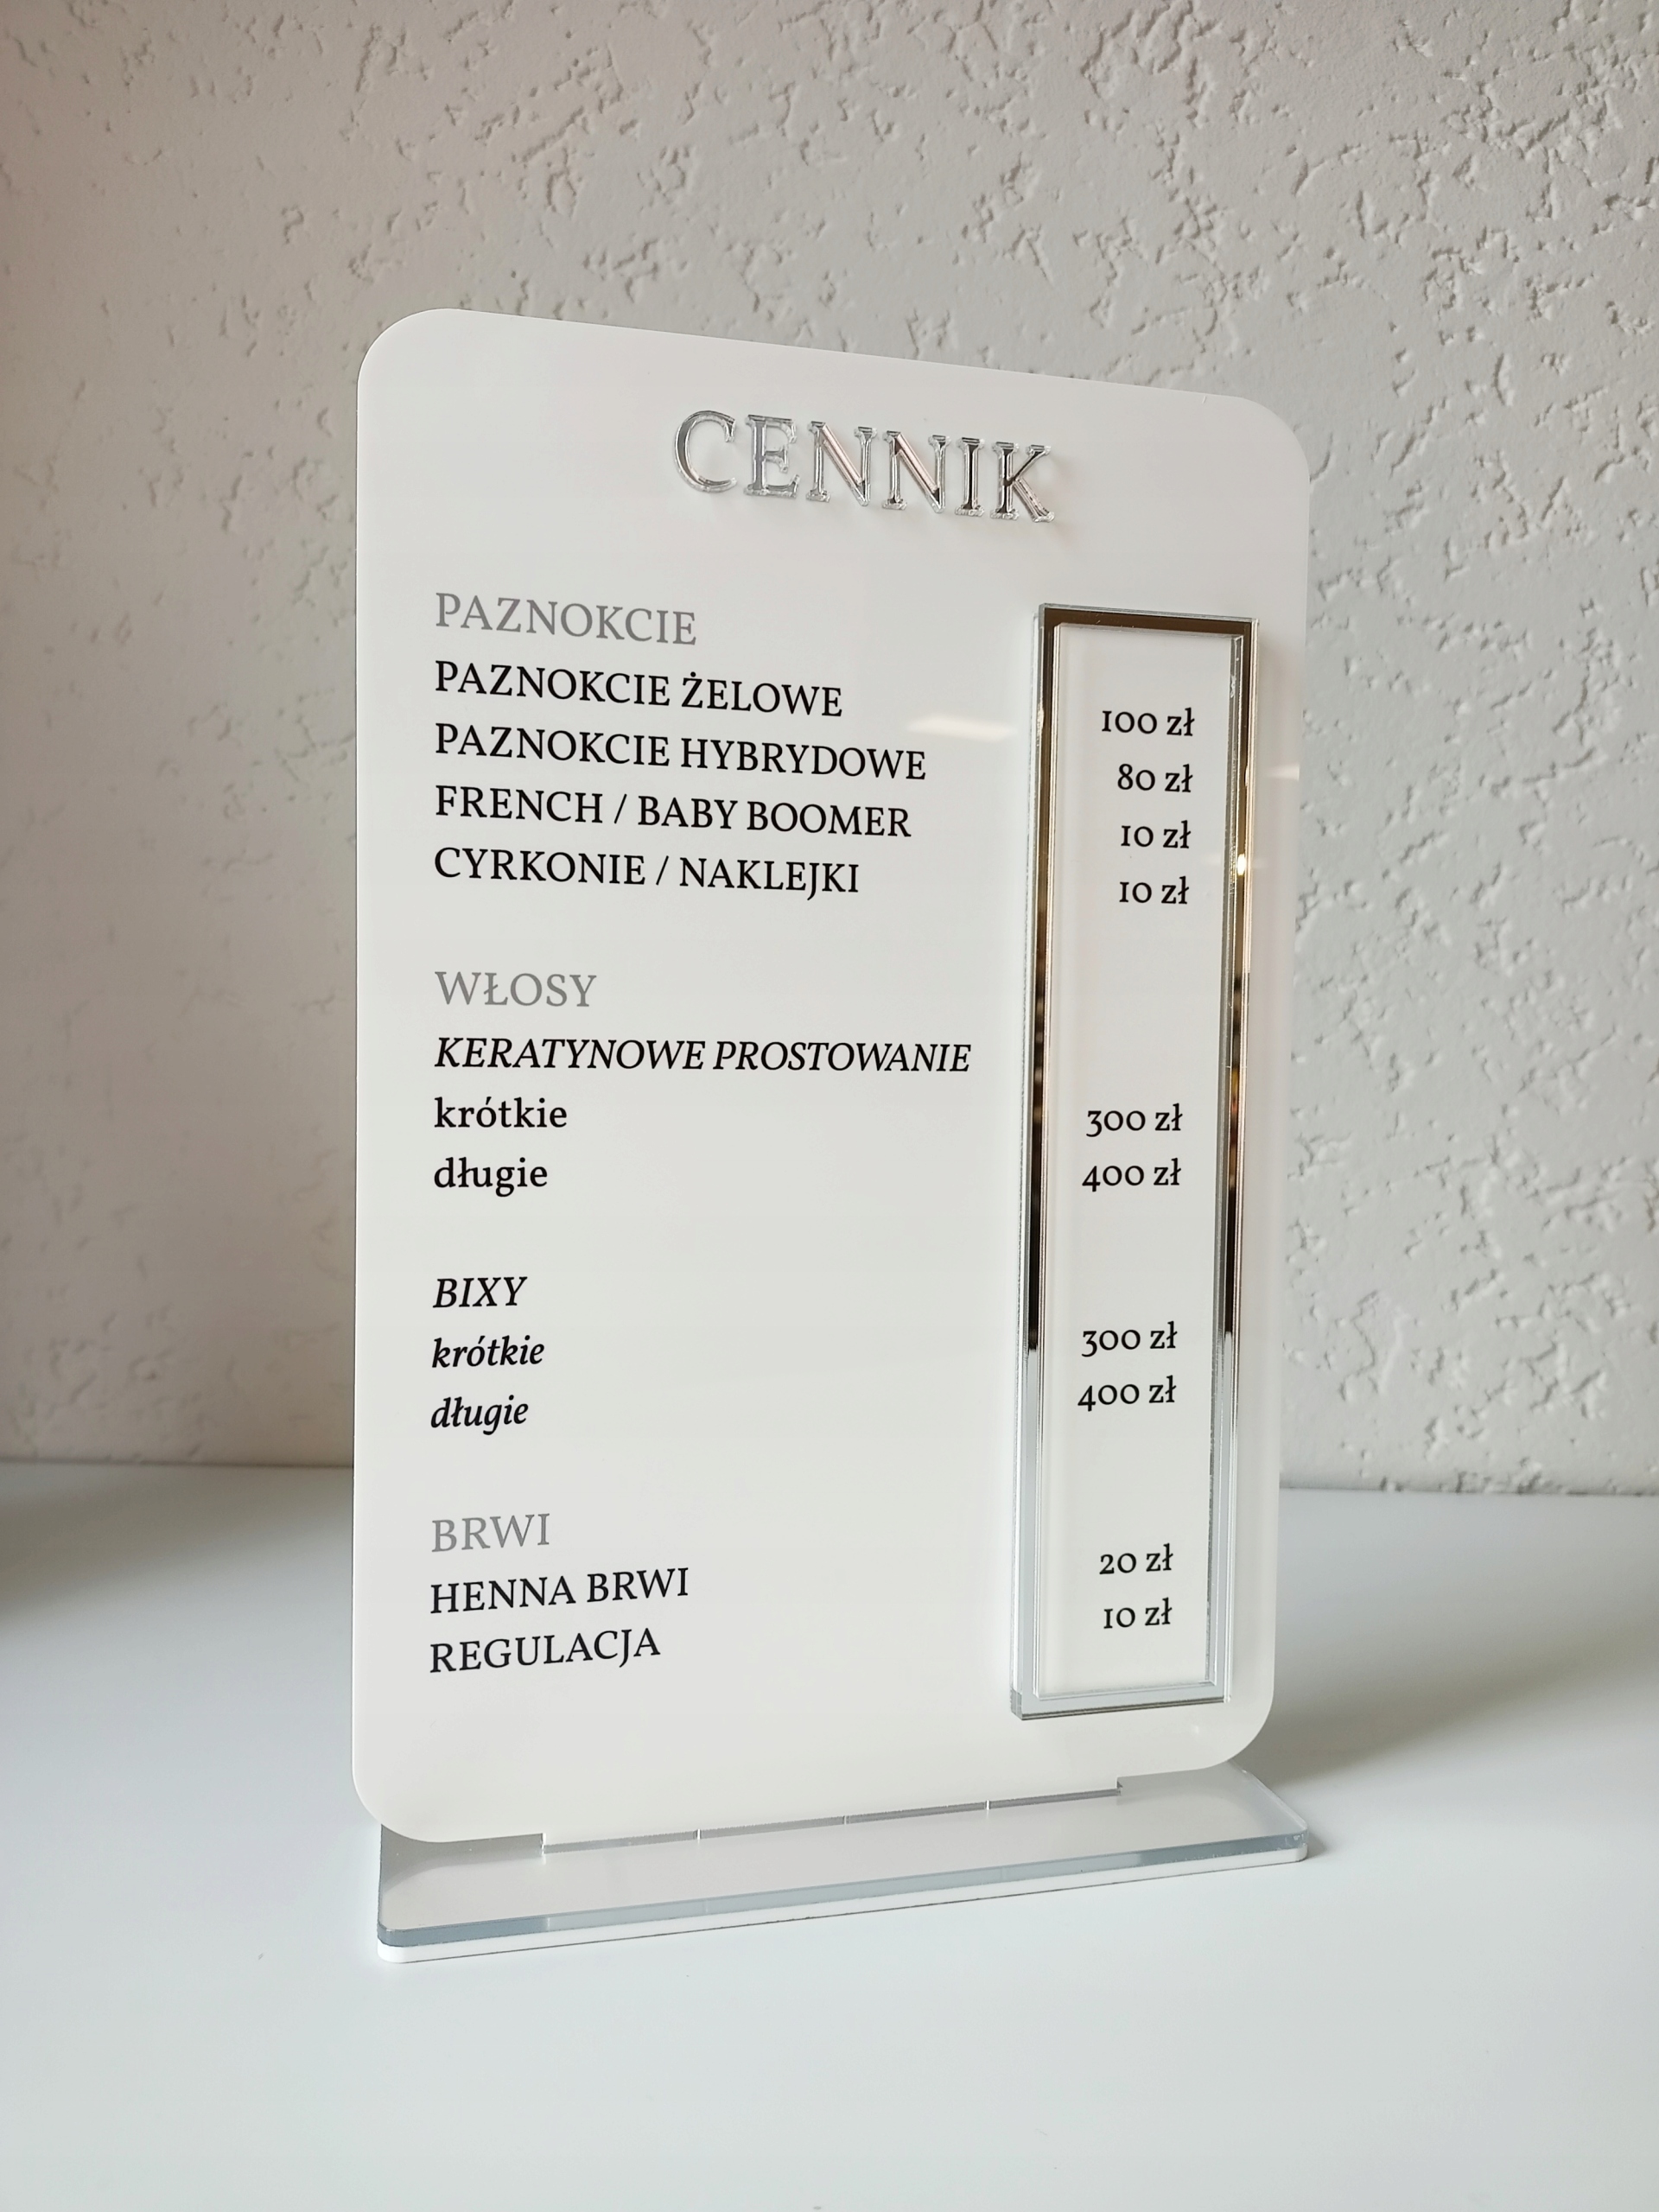 CENNIK
PAZNOKCIE
PAZNOKCIE ŻELOWE 100 zł
PAZNOKCIE HYBRYDOWE 80 zł
FRENCH / BABY BOOMER 10 zł
CYRKONIE / NAKLEJKI 10 zł
WŁOSY
KERATYNOWE PROSTOWANIE
krótkie 300 zł
długie 400 zł
BIXY
krótkie 300 zł
długie 400 zł
BRWI
HENNA BRWI 20 zł
REGULACJA 10 zł